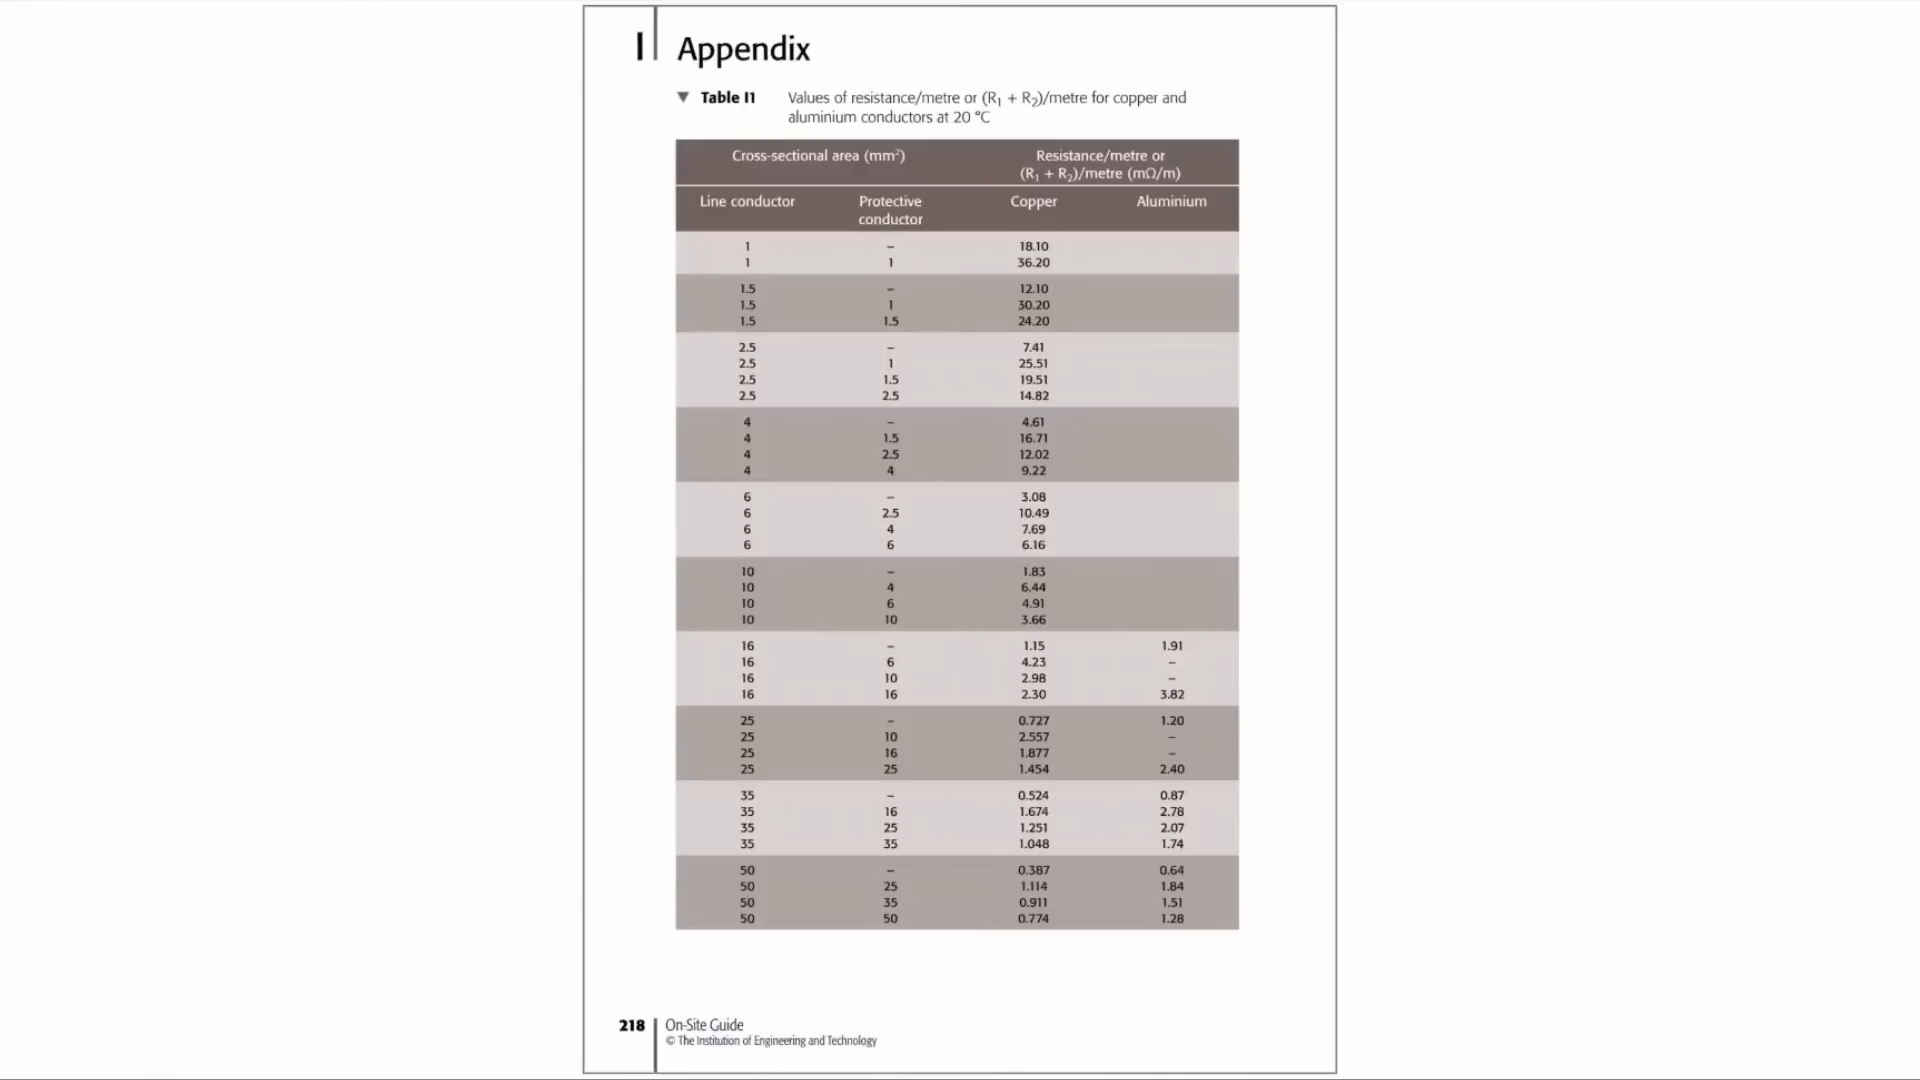 I Appendix
▼ Table I1 Values of resistance/metre or (R₁ + R₂)/metre for copper and
aluminium conductors at 20 °C
Cross-sectional area (mm²) Resistance/metre or
(R₁ + R₂)/metre (mΩ/m)
Line conductor Protective conductor Copper Aluminium
1 – 18.10
1 1 36.20
1.5 – 12.10
1.5 1 30.20
1.5 1.5 24.20
2.5 – 7.41
2.5 1 25.51
2.5 1.5 19.51
2.5 2.5 14.82
4 – 4.61
4 1.5 16.71
4 2.5 12.02
4 4 9.22
6 – 3.08
6 2.5 10.49
6 4 7.69
6 6 6.16
10 – 1.83
10 4 6.44
10 6 4.91
10 10 3.66
16 – 1.15 1.91
16 6 4.23 –
16 10 2.98 –
16 16 2.30 3.82
25 – 0.727 1.20
25 10 2.557 –
25 16 1.877 –
25 25 1.454 2.40
35 – 0.524 0.87
35 16 1.674 2.78
35 25 1.251 2.07
35 35 1.048 1.74
50 – 0.387 0.64
50 25 1.114 1.84
50 35 0.911 1.51
50 50 0.774 1.28
218 On-Site Guide
© The Institution of Engineering and Technology